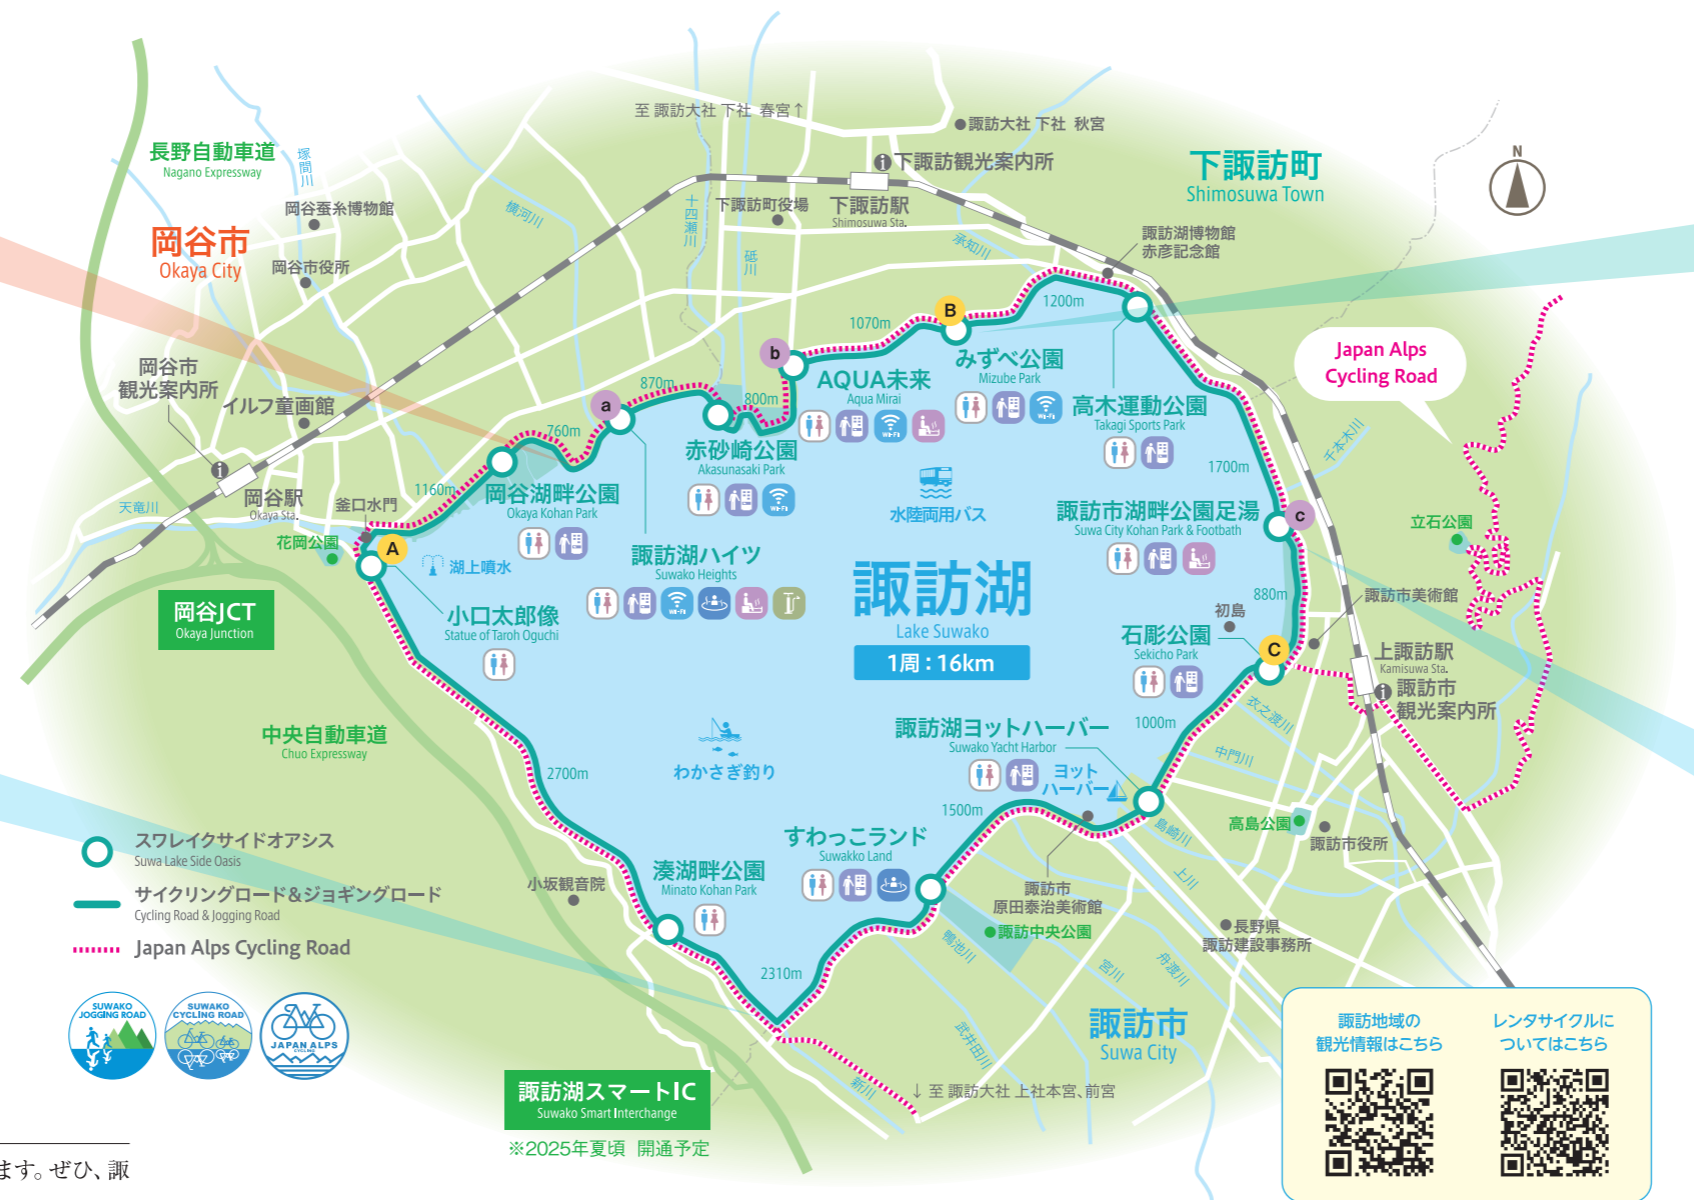 至 諏訪大社 下社 春宮↑
諏訪大社 下社 秋宮
長野自動車道
Nagano Expressway
塚間川
下諏訪観光案内所
下諏訪町
Shimosuwa Town
N
岡谷蚕糸博物館
横河川
十四瀬川
下諏訪町役場
下諏訪駅
Shimosuwa Sta.
岡谷市
Okaya City
岡谷市役所
砥川
承知川
諏訪湖博物館
赤彦記念館
1200m
B
1070m
b
Japan Alps
Cycling Road
岡谷市
観光案内所
イルフ童画館
870m
a
800m
AQUA未来
Aqua Mirai
みずべ公園
Mizube Park
高木運動公園
Takagi Sports Park
760m
赤砂崎公園
Akasunasaki Park
1700m
千本木川
天竜川
岡谷駅
Okaya Sta.
釜口水門
1160m
岡谷湖畔公園
Okaya Kohan Park
水陸両用バス
諏訪市湖畔公園足湯
Suwa City Kohan Park & Footbath
c
立石公園
花岡公園
A
湖上噴水
諏訪湖ハイツ
Suwako Heights
諏訪湖
Lake Suwako
1周：16km
880m
諏訪市美術館
初島
岡谷JCT
Okaya Junction
小口太郎像
Statue of Taroh Oguchi
石彫公園
Sekicho Park
C
上諏訪駅
Kamisuwa Sta.
諏訪市
観光案内所
衣之渡川
中央自動車道
Chuo Expressway
1000m
諏訪湖ヨットハーバー
Suwako Yacht Harbor
中門川
わかさぎ釣り
2700m
ヨット
ハーバー
1500m
島崎川
高島公園
諏訪市役所
スワレイクサイドオアシス
Suwa Lake Side Oasis
すわっこランド
Suwakko Land
湊湖畔公園
Minato Kohan Park
小坂観音院
上川
サイクリングロード＆ジョギングロード
Cycling Road & Jogging Road
諏訪市
原田泰治美術館
諏訪中央公園
長野県
諏訪建設事務所
Japan Alps Cycling Road
鴨池川
宮川
舟渡川
2310m
SUWAKO
JOGGING ROAD
SUWAKO
CYCLING ROAD
JAPAN ALPS
CYCLING
武井田川
諏訪市
Suwa City
諏訪地域の
観光情報はこちら
レンタサイクルに
ついてはこちら
新川
↓ 至 諏訪大社 上社本宮、前宮
諏訪湖スマートIC
Suwako Smart Interchange
※2025年夏頃 開通予定
ます。ぜひ、諏